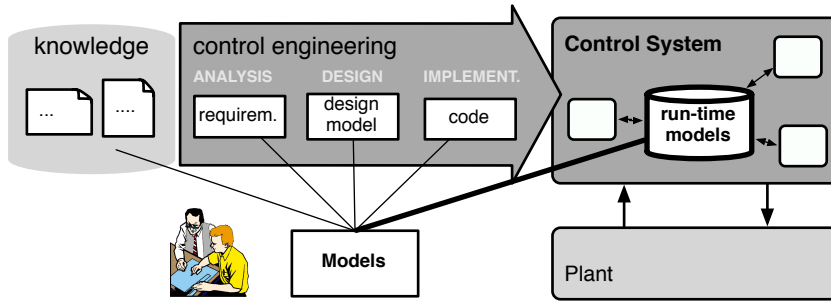 knowledge
...
....
control engineering
ANALYSIS
DESIGN
IMPLEMENT.
requirem.
design
model
code
Control System
run-time
models
Models
Plant